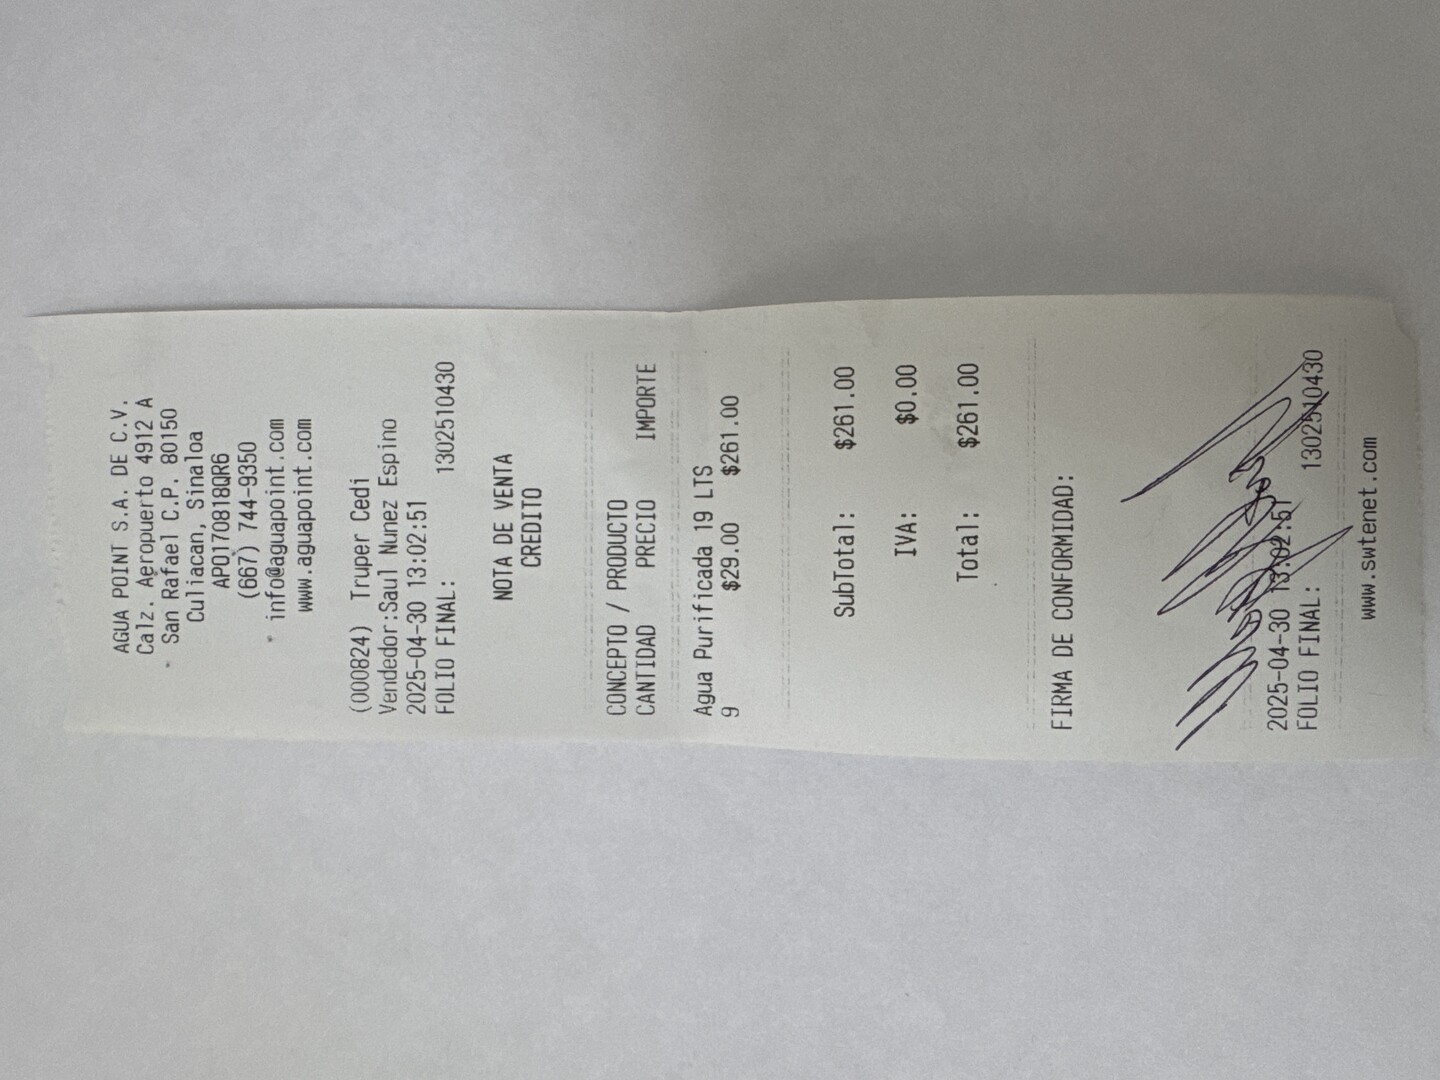 AGUA POINT S.A. DE C.V.
Calz. Aeropuerto 4912 A
San Rafael C.P. 80150
Culiacan, Sinaloa
APO170818QR6
(667) 744-9350
info@aguapoint.com
www.aguapoint.com
(000824) Truper Cedi
Vendedor:Saul Nunez Espino
2025-04-30 13:02:51
FOLIO FINAL: 1302510430
NOTA DE VENTA
CREDITO
CONCEPTO / PRODUCTO
CANTIDAD PRECIO IMPORTE
Agua Purificada 19 LTS
9 $29.00 $261.00
SubTotal: $261.00
IVA: $0.00
Total: $261.00
FIRMA DE CONFORMIDAD:
2025-04-30 13:02:51
FOLIO FINAL: 1302510430
www.swtenet.com